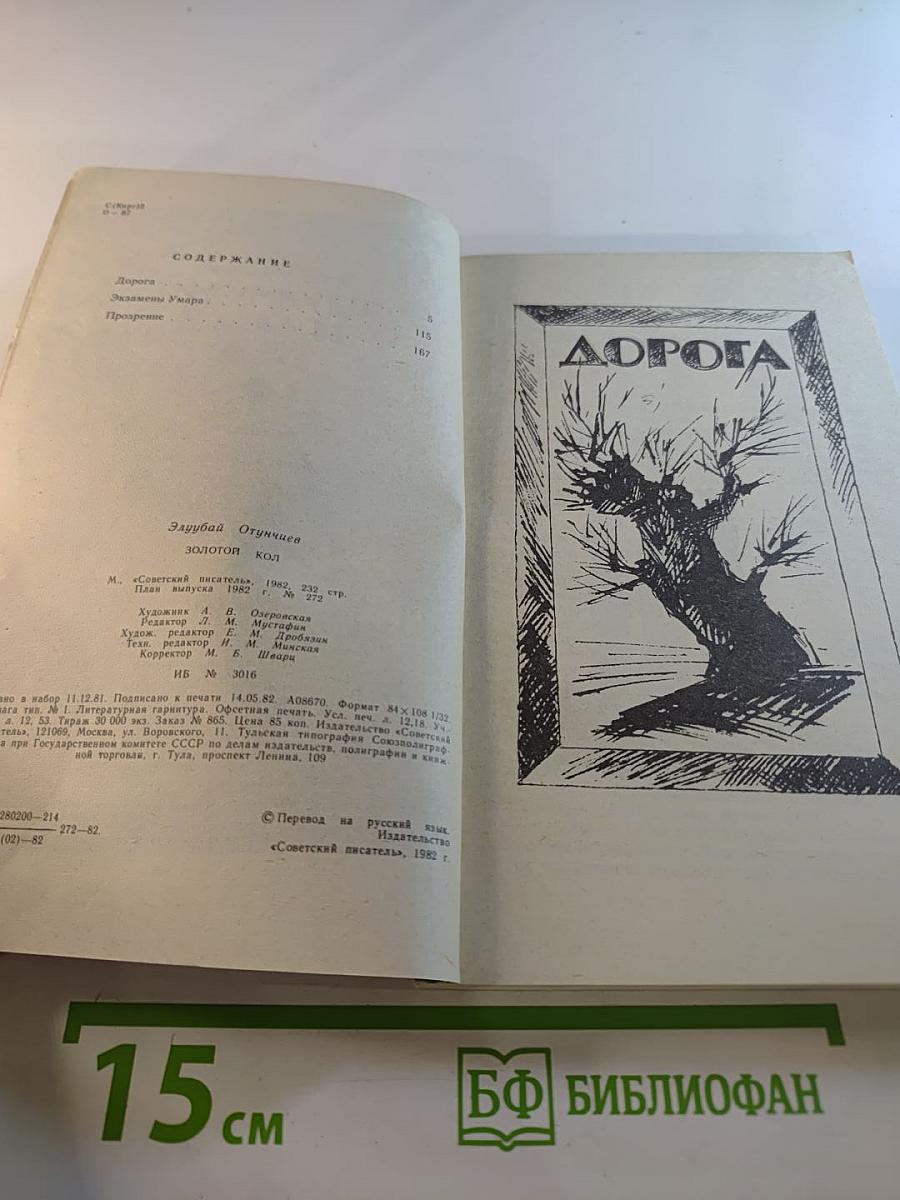 С(Кирг)2
О—87
СОДЕРЖАНИЕ
Дорога . . . 5
Экзамены Умара . . . 115
Прозрение . . . 167
Элуубай Отунчиев
ЗОЛОТОЙ КОЛ
М., «Советский писатель», 1982, 232 стр.
План выпуска 1982 г. № 272
Художник А. В. Озеровская
Редактор Л. М. Мустафин
Худож. редактор Е. М. Дробязин
Техн. редактор И. М. Минская
Корректор М. Б. Шварц
ИБ № 3016
ано в набор 11.12.81. Подписано к печати 14.05.82. А08670. Формат 84×108 1/32.
ага тип. № 1. Литературная гарнитура. Офсетная печать. Усл. печ. л. 12,18. Уч.-
л. 12, 53. Тираж 30 000 экз. Заказ № 865. Цена 85 коп. Издательство «Советский
тель», 121069, Москва, ул. Воровского, 11. Тульская типография Союзполиграф-
а при Государственном комитете СССР по делам издательств, полиграфии и книж-
ной торговли, г. Тула, проспект Ленина, 109
280200—214
(02)—82
272—82.
© Перевод на русский язык.
Издательство
«Советский писатель», 1982 г.
ДОРОГА
15 см
БФ БИБЛИОФАН